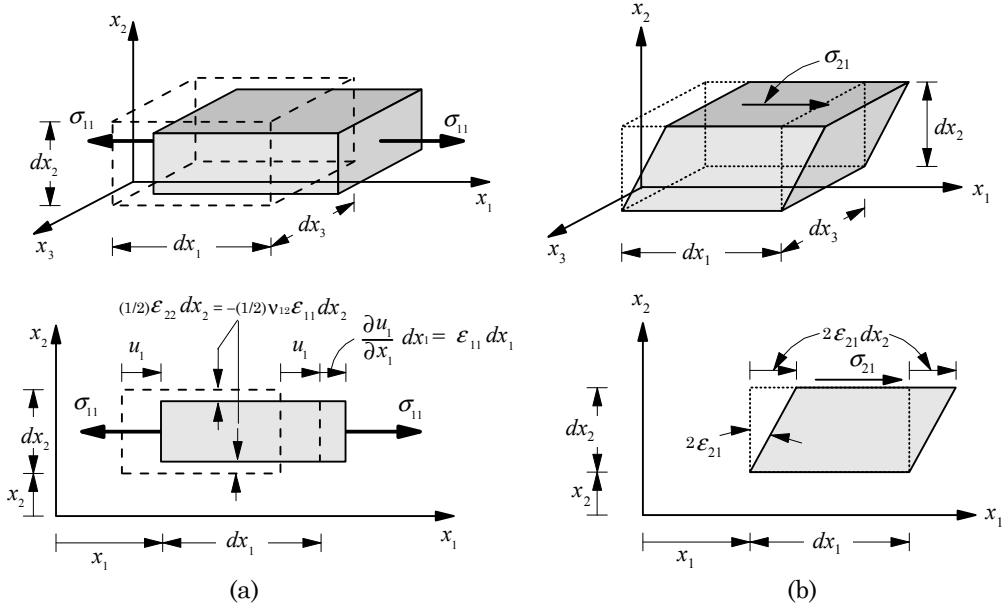 x₂
σ₁₁
σ₁₁
dx₂
x₁
x₃
dx₃
dx₁
x₂
σ₂₁
dx₂
x₁
x₃
dx₃
dx₁
(1/2)ε₂₂ dx₂ = –(1/2)ν₁₂ε₁₁ dx₂
x₂
u₁
u₁
∂u₁/∂x₁ dx₁ = ε₁₁ dx₁
σ₁₁
σ₁₁
dx₂
x₂
x₁
x₁
dx₁
(a)
x₂
2ε₂₁dx₂
σ₂₁
dx₂
2ε₂₁
x₂
x₁
x₁
dx₁
(b)